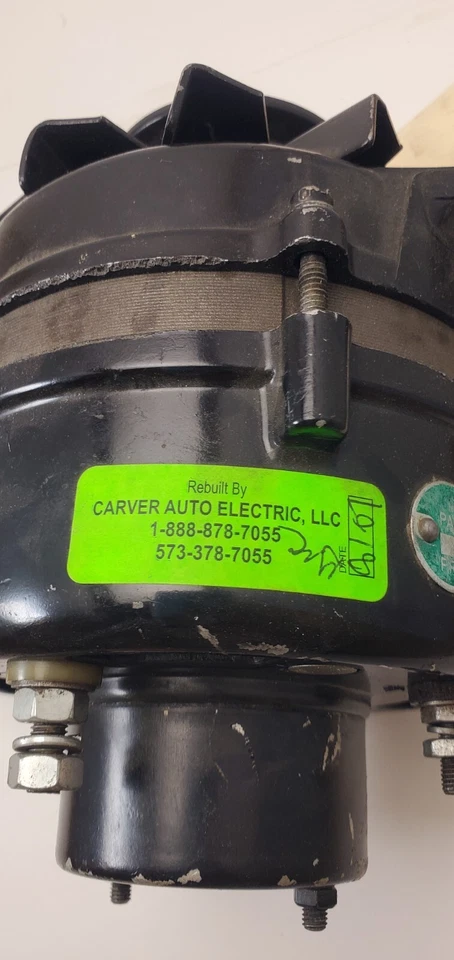 Rebuilt By
CARVER AUTO ELECTRIC, LLC
1-888-878-7055
573-378-7055
DATE